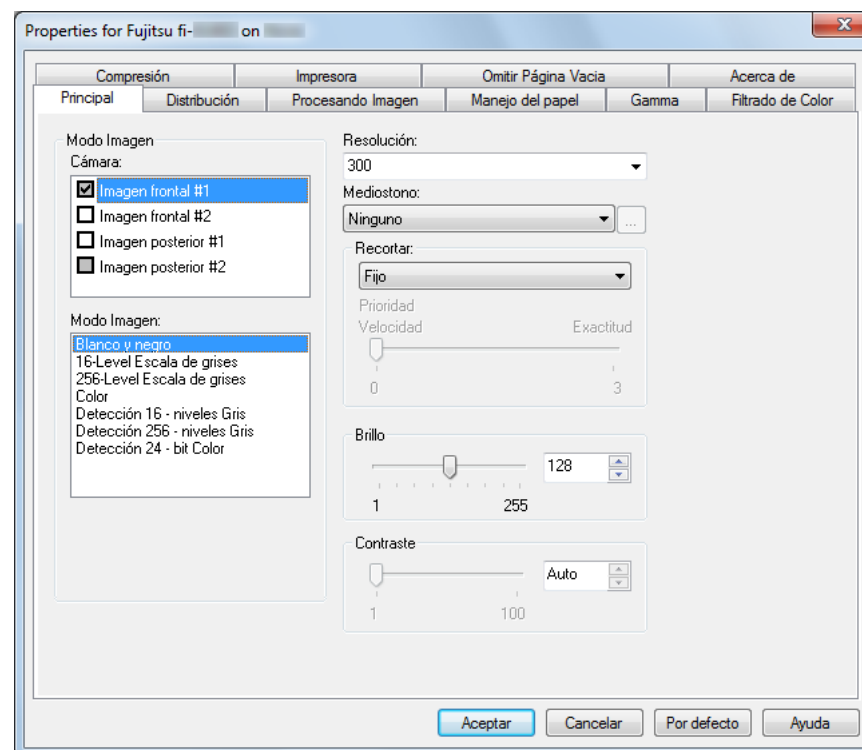 Properties for Fujitsu fi- on
Compresión
Impresora
Omitir Página Vacia
Acerca de
Principal
Distribución
Procesando Imagen
Manejo del papel
Gamma
Filtrado de Color
Modo Imagen
Cámara:
Imagen frontal #1
Imagen frontal #2
Imagen posterior #1
Imagen posterior #2
Modo Imagen:
Blanco y negro
16-Level Escala de grises
256-Level Escala de grises
Color
Detección 16 - niveles Gris
Detección 256 - niveles Gris
Detección 24 - bit Color
Resolución:
300
Mediostono:
Ninguno
...
Recortar:
Fijo
Prioridad
Velocidad Exactitud
0 3
Brillo
128
1 255
Contraste
Auto
1 100
Aceptar
Cancelar
Por defecto
Ayuda